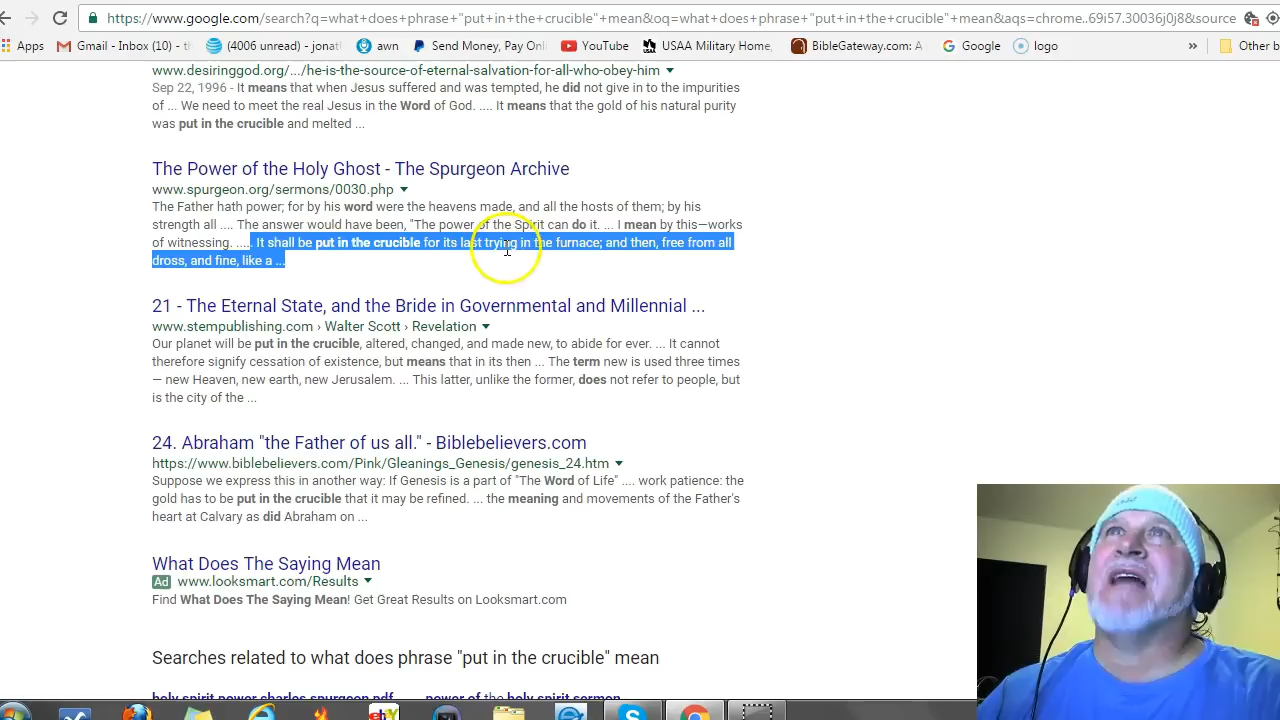 https://www.google.com/search?q=what+does+phrase+"put+in+the+crucible"+mean&oq=what+does+phrase+"put+in+the+crucible"+mean&aqs=chrome..69i57.30036j0j8&source
Apps Gmail - Inbox (10) - (4006 unread) - jonat awn Send Money, Pay Onl YouTube USAA Military Home, BibleGateway.com: A Google logo » Other b
www.desiringgod.org/.../he-is-the-source-of-eternal-salvation-for-all-who-obey-him
Sep 22, 1996 - It means that when Jesus suffered and was tempted, he did not give in to the impurities
of ... We need to meet the real Jesus in the Word of God. .... It means that the gold of his natural purity
was put in the crucible and melted ...
The Power of the Holy Ghost - The Spurgeon Archive
www.spurgeon.org/sermons/0030.php
The Father hath power; for by his word were the heavens made, and all the hosts of them; by his
strength all .... The answer would have been, "The power of the Spirit can do it. ... I mean by this—works
of witnessing. ..... It shall be put in the crucible for its last trying in the furnace; and then, free from all
dross, and fine, like a ...
21 - The Eternal State, and the Bride in Governmental and Millennial ...
www.stempublishing.com › Walter Scott › Revelation
Our planet will be put in the crucible, altered, changed, and made new, to abide for ever. ... It cannot
therefore signify cessation of existence, but means that in its then ... The term new is used three times
— new Heaven, new earth, new Jerusalem. ... This latter, unlike the former, does not refer to people, but
is the city of the ...
24. Abraham "the Father of us all." - Biblebelievers.com
https://www.biblebelievers.com/Pink/Gleanings_Genesis/genesis_24.htm
Suppose we express this in another way: If Genesis is a part of "The Word of Life" .... work patience: the
gold has to be put in the crucible that it may be refined. ... the meaning and movements of the Father's
heart at Calvary as did Abraham on ...
What Does The Saying Mean
Ad www.looksmart.com/Results
Find What Does The Saying Mean! Get Great Results on Looksmart.com
Searches related to what does phrase "put in the crucible" mean
holy spirit power charles spurgeon pdf power of the holy spirit sermon
ebY